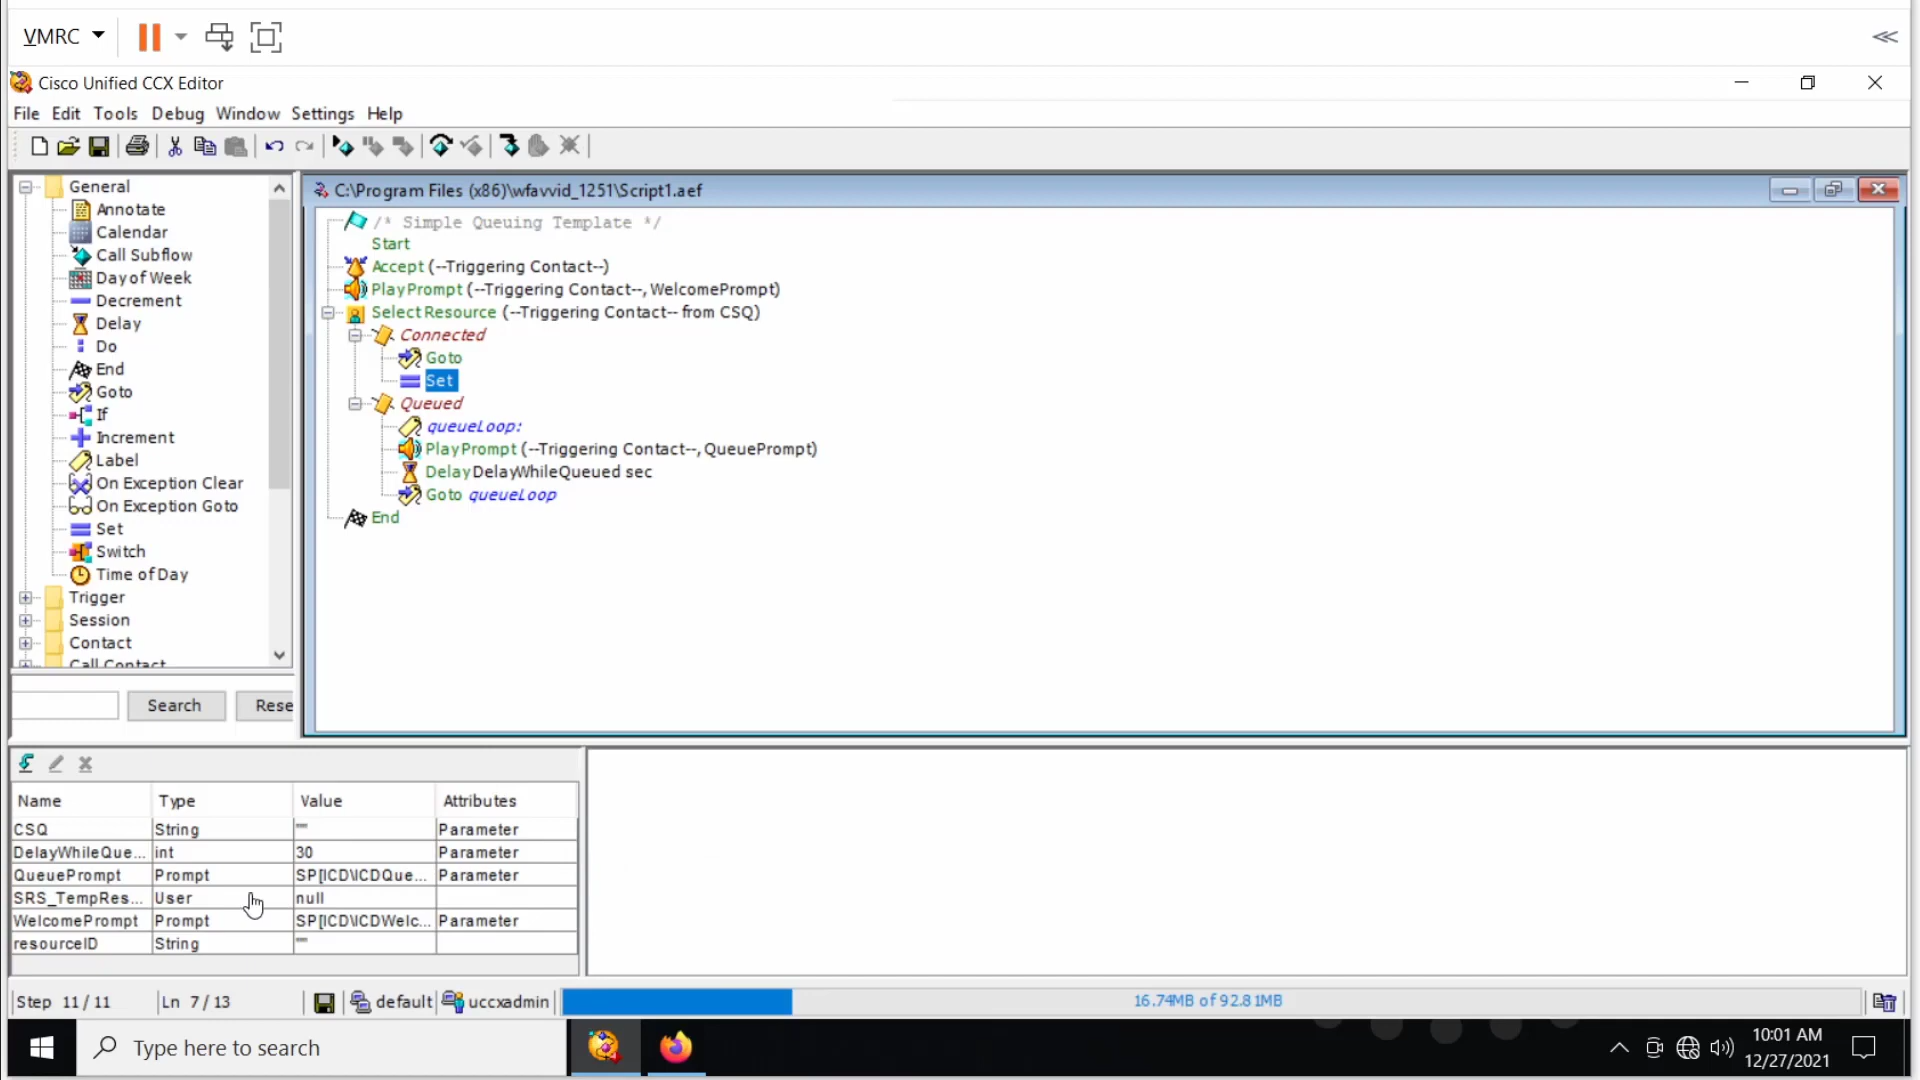 VMRC
Cisco Unified CCX Editor
File Edit Tools Debug Window Settings Help
General
Annotate
Calendar
Call Subflow
Day of Week
Decrement
Delay
Do
End
Goto
If
Increment
Label
On Exception Clear
On Exception Goto
Set
Switch
Time of Day
Trigger
Session
Contact
Call Contact
Search Rese
C:\Program Files (x86)\wfavvid_1251\Script1.aef
/* Simple Queuing Template */
Start
Accept (--Triggering Contact--)
Play Prompt (--Triggering Contact--, WelcomePrompt)
Select Resource (--Triggering Contact-- from CSQ)
Connected
Goto
Set
Queued
queueLoop:
Play Prompt (--Triggering Contact--, QueuePrompt)
Delay DelayWhileQueued sec
Goto queueLoop
End
Name Type Value Attributes
CSQ String "" Parameter
DelayWhileQue... int 30 Parameter
QueuePrompt Prompt SP[ICD\ICDQue... Parameter
SRS_TempRes... User null
WelcomePrompt Prompt SP[ICD\ICDWelc... Parameter
resourceID String ""
Step 11 / 11 Ln 7 / 13 default uccxadmin 16.74MB of 92.81MB
Type here to search
10:01 AM
12/27/2021